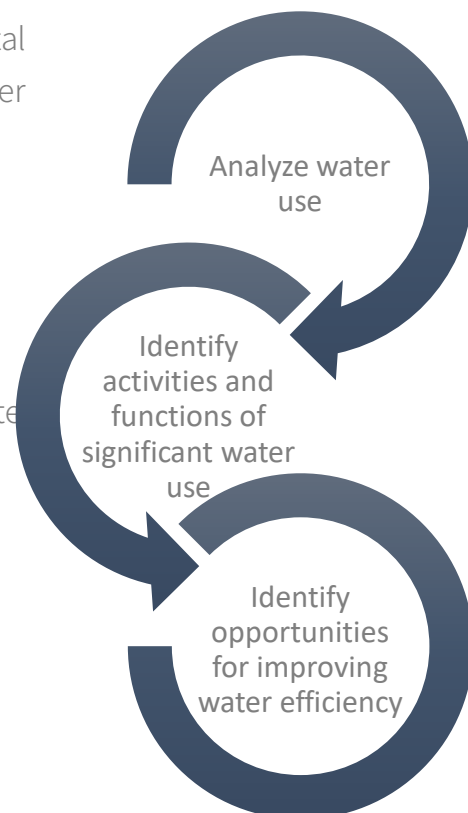 Analyze water
use
Identify
activities and
functions of
significant water
use
Identify
opportunities
for improving
water efficiency